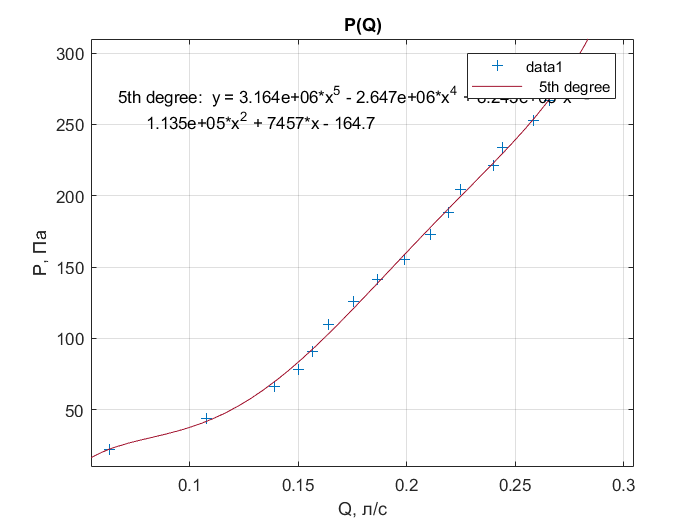 P(Q)
300
250
200
150
100
50
P, Па
data1
5th degree
5th degree: y = 3.164e+06*x^5 - 2.647e+06*x^4
1.135e+05*x^2 + 7457*x - 164.7
0.1
0.15
0.2
0.25
0.3
Q, л/с